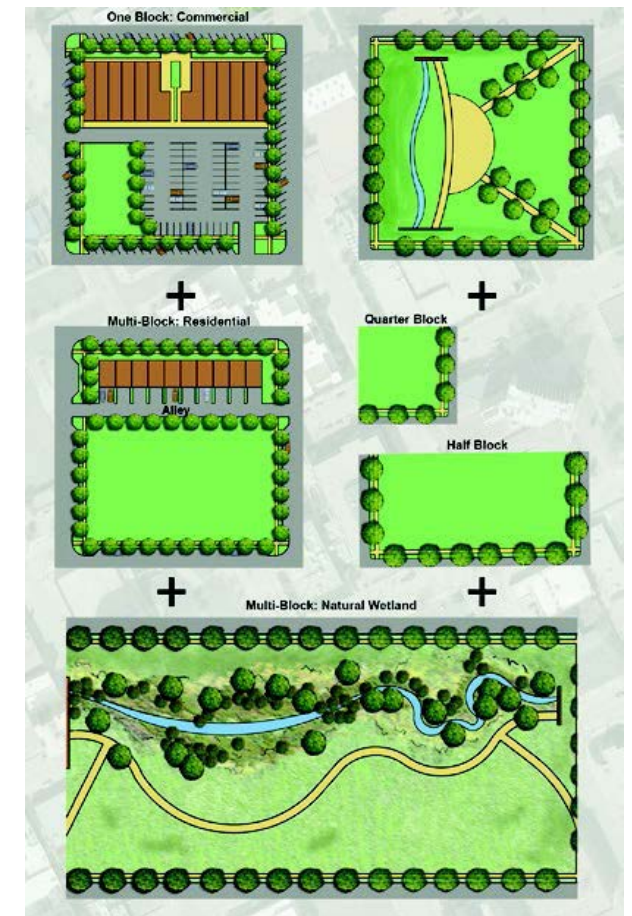 One Block: Commercial
+
+
Multi-Block: Residential
Quarter Block
Alley
Half Block
+
+
Multi-Block: Natural Wetland